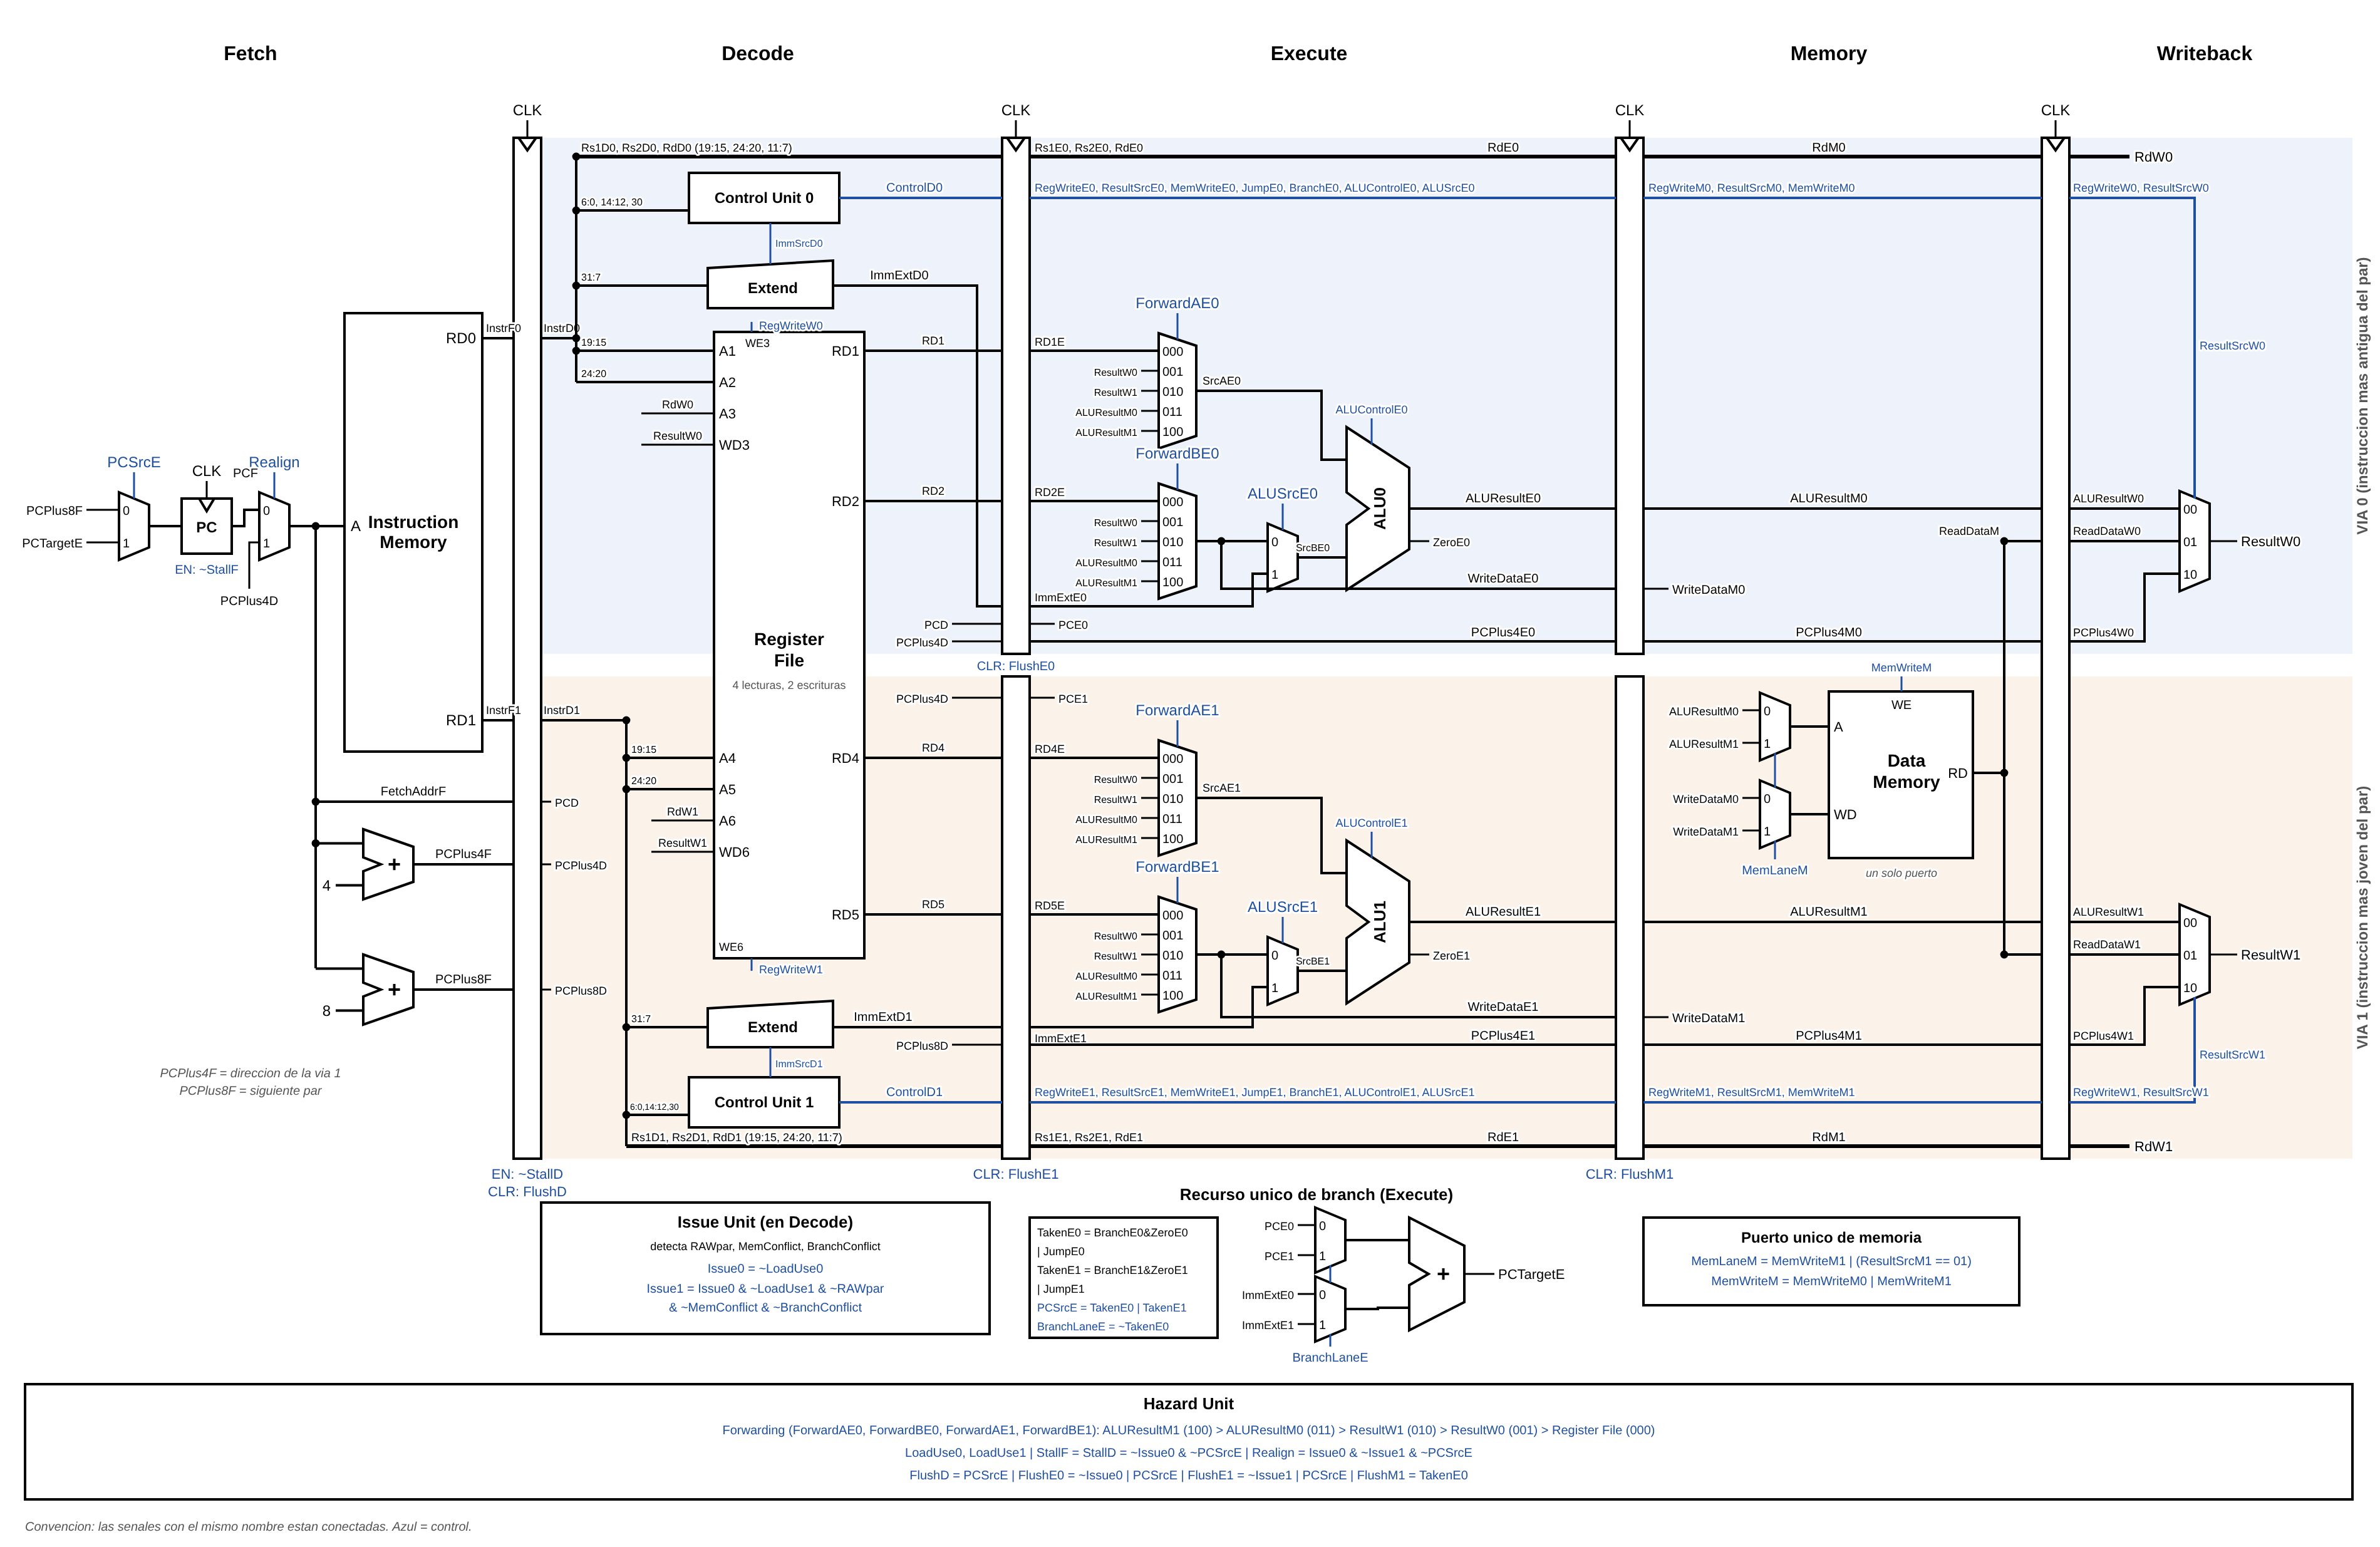 Fetch
Decode
Execute
Memory
Writeback
CLK
CLK
CLK
CLK
Rs1D0, Rs2D0, RdD0 (19:15, 24:20, 11:7)
Rs1E0, Rs2E0, RdE0
RdE0
RdM0
RdW0
6:0, 14:12, 30
Control Unit 0
ControlD0
RegWriteE0, ResultSrcE0, MemWriteE0, JumpE0, BranchE0, ALUControlE0, ALUSrcE0
RegWriteM0, ResultSrcM0, MemWriteM0
RegWriteW0, ResultSrcW0
ImmSrcD0
31:7
Extend
ImmExtD0
RD0
InstrF0
InstrD0
RegWriteW0
WE3
19:15
A1
RD1
RD1
RD1E
24:20
A2
RdW0
A3
ResultW0
WD3
RD2
RD2
RD2E
ForwardAE0
000
ResultW0
001
ResultW1
010
ALUResultM0
011
ALUResultM1
100
SrcAE0
ForwardBE0
000
ResultW0
001
ResultW1
010
ALUResultM0
011
ALUResultM1
100
ALUSrcE0
0
1
SrcBE0
ALUControlE0
ALU0
ALUResultE0
ZeroE0
WriteDataE0
ALUResultM0
WriteDataM0
ReadDataM
ALUResultW0
ReadDataW0
00
01
10
ResultSrcW0
ResultW0
VIA 0 (instruccion mas antigua del par)
PCSrcE
PCPlus8F
0
PCTargetE
1
CLK
PC
EN: ~StallF
PCF
Realign
0
1
PCPlus4D
A
Instruction
Memory
ImmExtE0
PCD
PCE0
PCPlus4D
PCPlus4E0
PCPlus4M0
PCPlus4W0
CLR: FlushE0
Register
File
4 lecturas, 2 escrituras
RD1
InstrF1
InstrD1
PCPlus4D
PCE1
19:15
A4
RD4
RD4
RD4E
24:20
A5
RdW1
A6
ResultW1
WD6
RD5
RD5
RD5E
WE6
RegWriteW1
ForwardAE1
000
ResultW0
001
ResultW1
010
ALUResultM0
011
ALUResultM1
100
SrcAE1
ForwardBE1
000
ResultW0
001
ResultW1
010
ALUResultM0
011
ALUResultM1
100
ALUSrcE1
0
1
SrcBE1
ALUControlE1
ALU1
ALUResultE1
ZeroE1
WriteDataE1
ALUResultM1
WriteDataM1
MemWriteM
WE
ALUResultM0
0
ALUResultM1
1
A
WriteDataM0
0
WriteDataM1
1
WD
Data
Memory
RD
MemLaneM
un solo puerto
ALUResultW1
ReadDataW1
00
01
10
ResultW1
PCPlus4W1
ResultSrcW1
VIA 1 (instruccion mas joven del par)
FetchAddrF
PCD
+
4
PCPlus4F
PCPlus4D
+
8
PCPlus8F
PCPlus8D
PCPlus4F = direccion de la via 1
PCPlus8F = siguiente par
31:7
Extend
ImmExtD1
ImmExtE1
PCPlus8D
PCPlus4E1
PCPlus4M1
ImmSrcD1
6:0,14:12,30
Control Unit 1
ControlD1
RegWriteE1, ResultSrcE1, MemWriteE1, JumpE1, BranchE1, ALUControlE1, ALUSrcE1
RegWriteM1, ResultSrcM1, MemWriteM1
RegWriteW1, ResultSrcW1
Rs1D1, Rs2D1, RdD1 (19:15, 24:20, 11:7)
Rs1E1, Rs2E1, RdE1
RdE1
RdM1
RdW1
EN: ~StallD
CLR: FlushD
CLR: FlushE1
CLR: FlushM1
Issue Unit (en Decode)
detecta RAWpar, MemConflict, BranchConflict
Issue0 = ~LoadUse0
Issue1 = Issue0 & ~LoadUse1 & ~RAWpar
& ~MemConflict & ~BranchConflict
Recurso unico de branch (Execute)
TakenE0 = BranchE0&ZeroE0
| JumpE0
TakenE1 = BranchE1&ZeroE1
| JumpE1
PCSrcE = TakenE0 | TakenE1
BranchLaneE = ~TakenE0
PCE0
0
PCE1
1
ImmExtE0
0
ImmExtE1
1
BranchLaneE
+
PCTargetE
Puerto unico de memoria
MemLaneM = MemWriteM1 | (ResultSrcM1 == 01)
MemWriteM = MemWriteM0 | MemWriteM1
Hazard Unit
Forwarding (ForwardAE0, ForwardBE0, ForwardAE1, ForwardBE1): ALUResultM1 (100) > ALUResultM0 (011) > ResultW1 (010) > ResultW0 (001) > Register File (000)
LoadUse0, LoadUse1 | StallF = StallD = ~Issue0 & ~PCSrcE | Realign = Issue0 & ~Issue1 & ~PCSrcE
FlushD = PCSrcE | FlushE0 = ~Issue0 | PCSrcE | FlushE1 = ~Issue1 | PCSrcE | FlushM1 = TakenE0
Convencion: las senales con el mismo nombre estan conectadas. Azul = control.